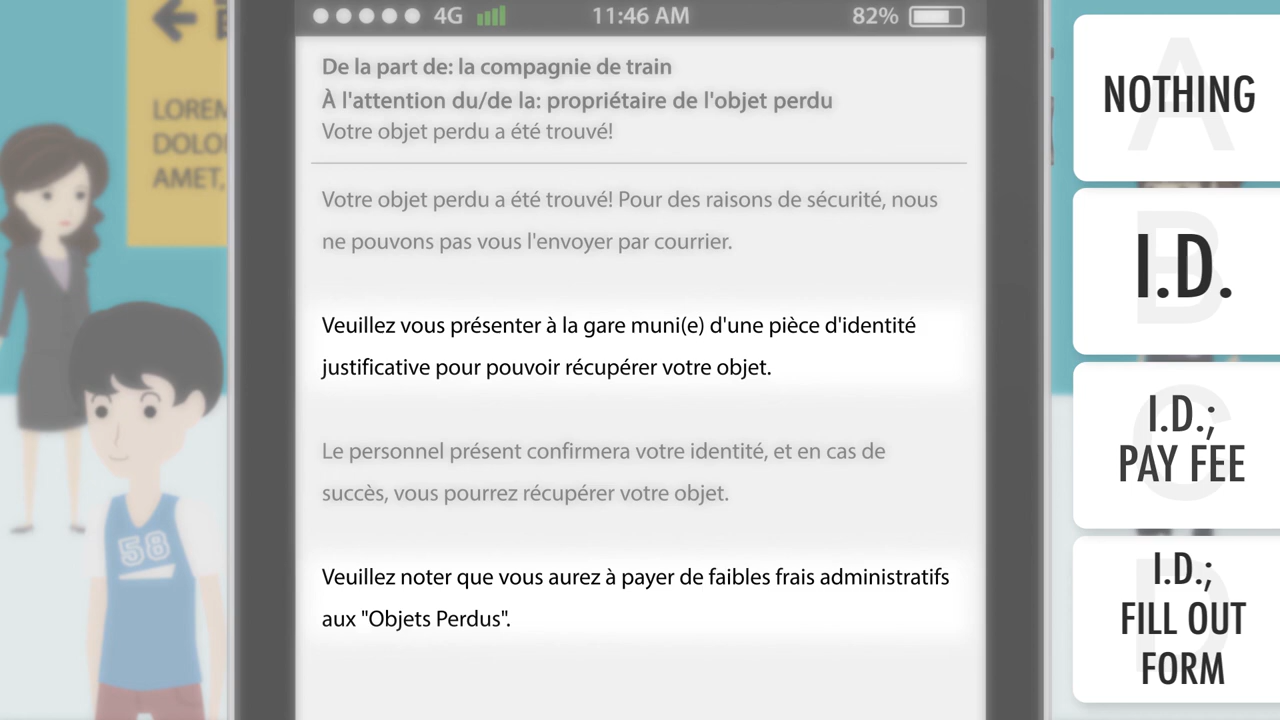 4G 11:46 AM 82%
De la part de: la compagnie de train
À l'attention du/de la: propriétaire de l'objet perdu
Votre objet perdu a été trouvé!
Votre objet perdu a été trouvé! Pour des raisons de sécurité, nous
ne pouvons pas vous l'envoyer par courrier.
Veuillez vous présenter à la gare muni(e) d'une pièce d'identité
justificative pour pouvoir récupérer votre objet.
Le personnel présent confirmera votre identité, et en cas de
succès, vous pourrez récupérer votre objet.
Veuillez noter que vous aurez à payer de faibles frais administratifs
aux "Objets Perdus".
LOREM
DOLO
AMET,
58
A
NOTHING
B
I.D.
C
I.D.;
PAY FEE
D
I.D.;
FILL OUT
FORM